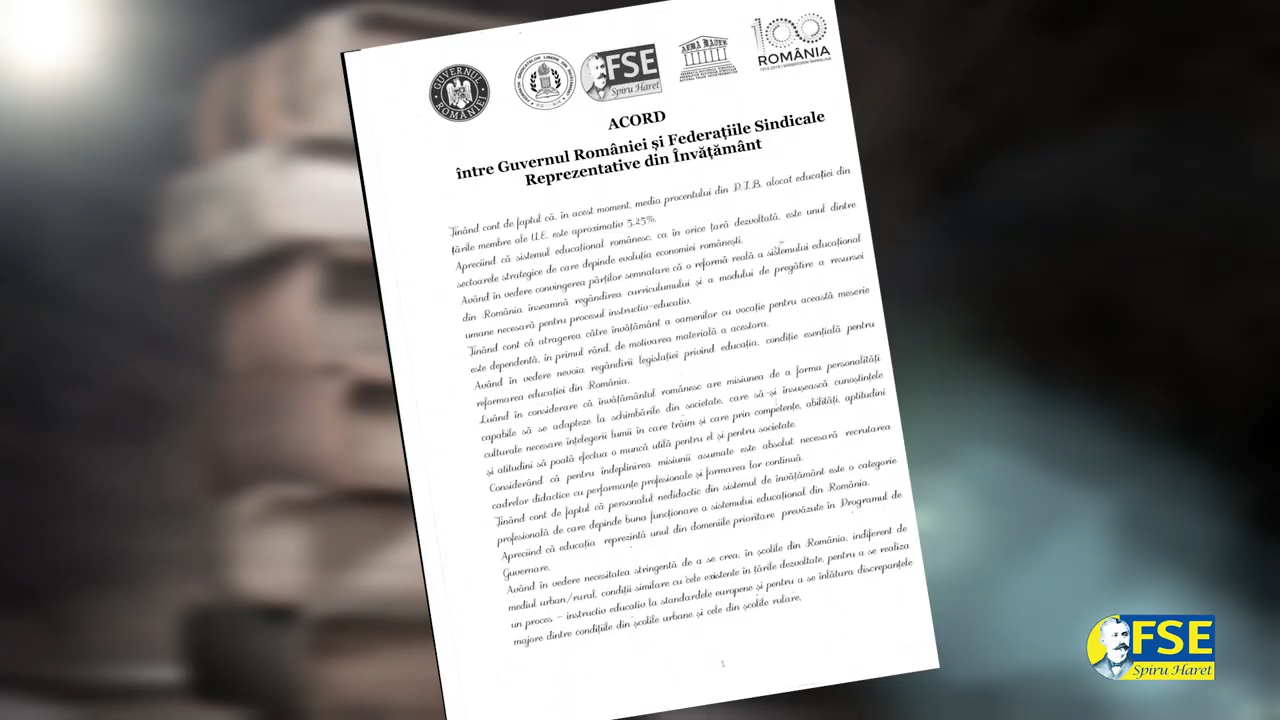 GUVERNUL
ROMÂNIEI
FSE
Spiru Haret
ALMA MATER
100
ROMÂNIA
ACORD
între Guvernul României și Federațiile Sindicale
Reprezentative din Învățământ
Ținând cont de faptul că, în acest moment, media procentului din P.I.B. alocat educației din
țările membre ale U.E. este aproximativ 5,25%.
Apreciind că sistemul educațional românesc, ca în orice țară dezvoltată, este unul dintre
sectoarele strategice de care depinde evoluția economiei românești.
Având în vedere convingerea părților semnatare că o reformă reală a sistemului educațional
din România înseamnă regândirea curriculumului și a modului de pregătire a resursei
umane necesară pentru procesul instructiv-educativ.
Ținând cont că atragerea către învățământ a oamenilor cu vocație pentru această meserie
este dependentă, în primul rând, de motivarea materială a acestora.
Având în vedere nevoia regândirii legislației privind educația, condiție esențială pentru
reformarea educației din România.
Luând în considerare că învățământul românesc are misiunea de a forma personalități
capabile să se adapteze la schimbările din societate, care să-și însușească cunoștințele
culturale necesare înțelegerii lumii în care trăim și care prin competențe, abilități, aptitudini
și atitudini să poată efectua o muncă utilă pentru el și pentru societate.
Considerând că pentru îndeplinirea misiunii asumate este absolut necesară recrutarea
cadrelor didactice cu performanțe profesionale și formarea lor continuă.
Ținând cont de faptul că personalul nedidactic din sistemul de învățământ este o categorie
profesională de care depinde buna funcționare a sistemului educațional din România.
Apreciind că educația reprezintă unul din domeniile prioritare prevăzute în Programul de
Guvernare.
Având în vedere necesitatea stringentă de a se crea, în școlile din România, indiferent de
mediul urban/rural, condiții similare cu cele existente în țările dezvoltate, pentru a se realiza
un proces – instructiv educativ la standardele europene și pentru a se înlătura discrepanțele
majore dintre condițiile din școlile urbane și cele din școlile rulare.
1
FSE
Spiru Haret